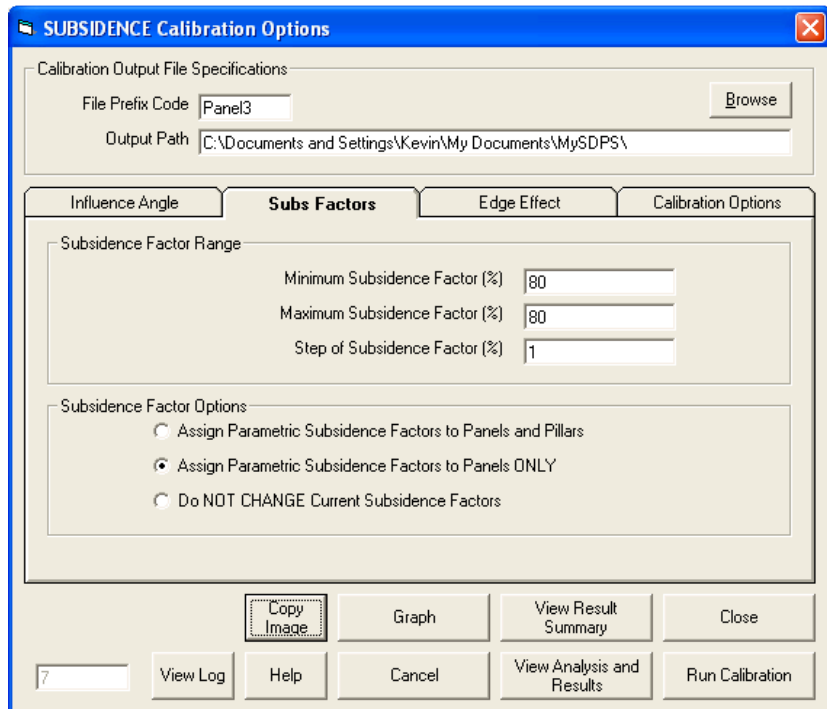 SUBSIDENCE Calibration Options
Calibration Output File Specifications
File Prefix Code Panel3 Browse
Output Path C:\Documents and Settings\Kevin\My Documents\MySDPS\
Influence Angle Subs Factors Edge Effect Calibration Options
Subsidence Factor Range
Minimum Subsidence Factor (%) 80
Maximum Subsidence Factor (%) 80
Step of Subsidence Factor (%) 1
Subsidence Factor Options
Assign Parametric Subsidence Factors to Panels and Pillars
Assign Parametric Subsidence Factors to Panels ONLY
Do NOT CHANGE Current Subsidence Factors
Copy Image Graph View Result Summary Close
7 View Log Help Cancel View Analysis and Results Run Calibration